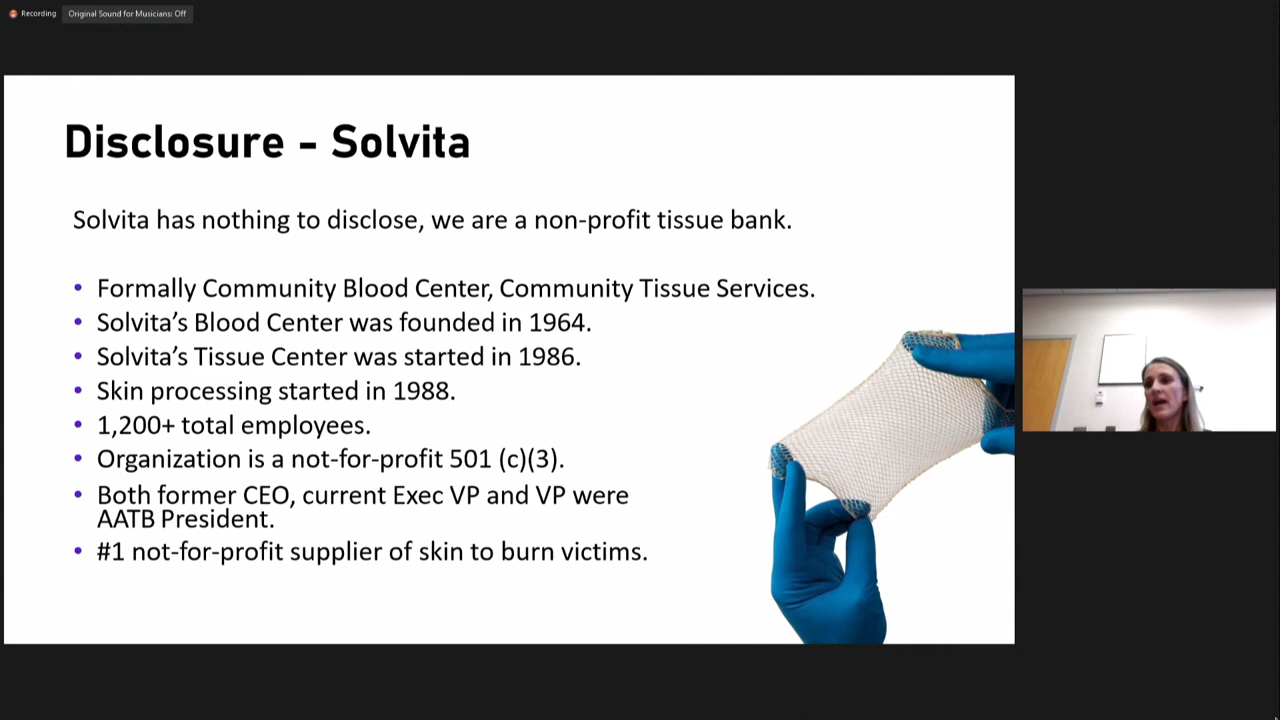 Recording
Original Sound for Musicians: Off
Disclosure - Solvita
Solvita has nothing to disclose, we are a non-profit tissue bank.
• Formally Community Blood Center, Community Tissue Services.
• Solvita’s Blood Center was founded in 1964.
• Solvita’s Tissue Center was started in 1986.
• Skin processing started in 1988.
• 1,200+ total employees.
• Organization is a not-for-profit 501 (c)(3).
• Both former CEO, current Exec VP and VP were
AATB President.
• #1 not-for-profit supplier of skin to burn victims.